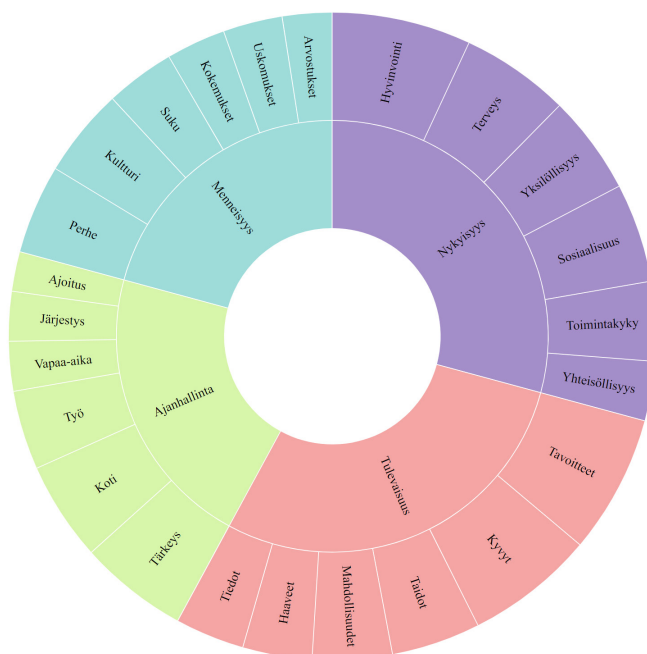 Hyvinvointi
Terveys
Yksilöllisyys
Sosiaalisuus
Toimintakyky
Yhteisöllisyys
Nykyisyys
Tavoitteet
Kyvyt
Taidot
Mahdollisuudet
Haaveet
Tiedot
Tulevaisuus
Tärkeys
Koti
Työ
Vapaa-aika
Järjestys
Ajoitus
Ajanhallinta
Perhe
Kultturi
Suku
Kokemukset
Uskomukset
Arvostukset
Menneisyys